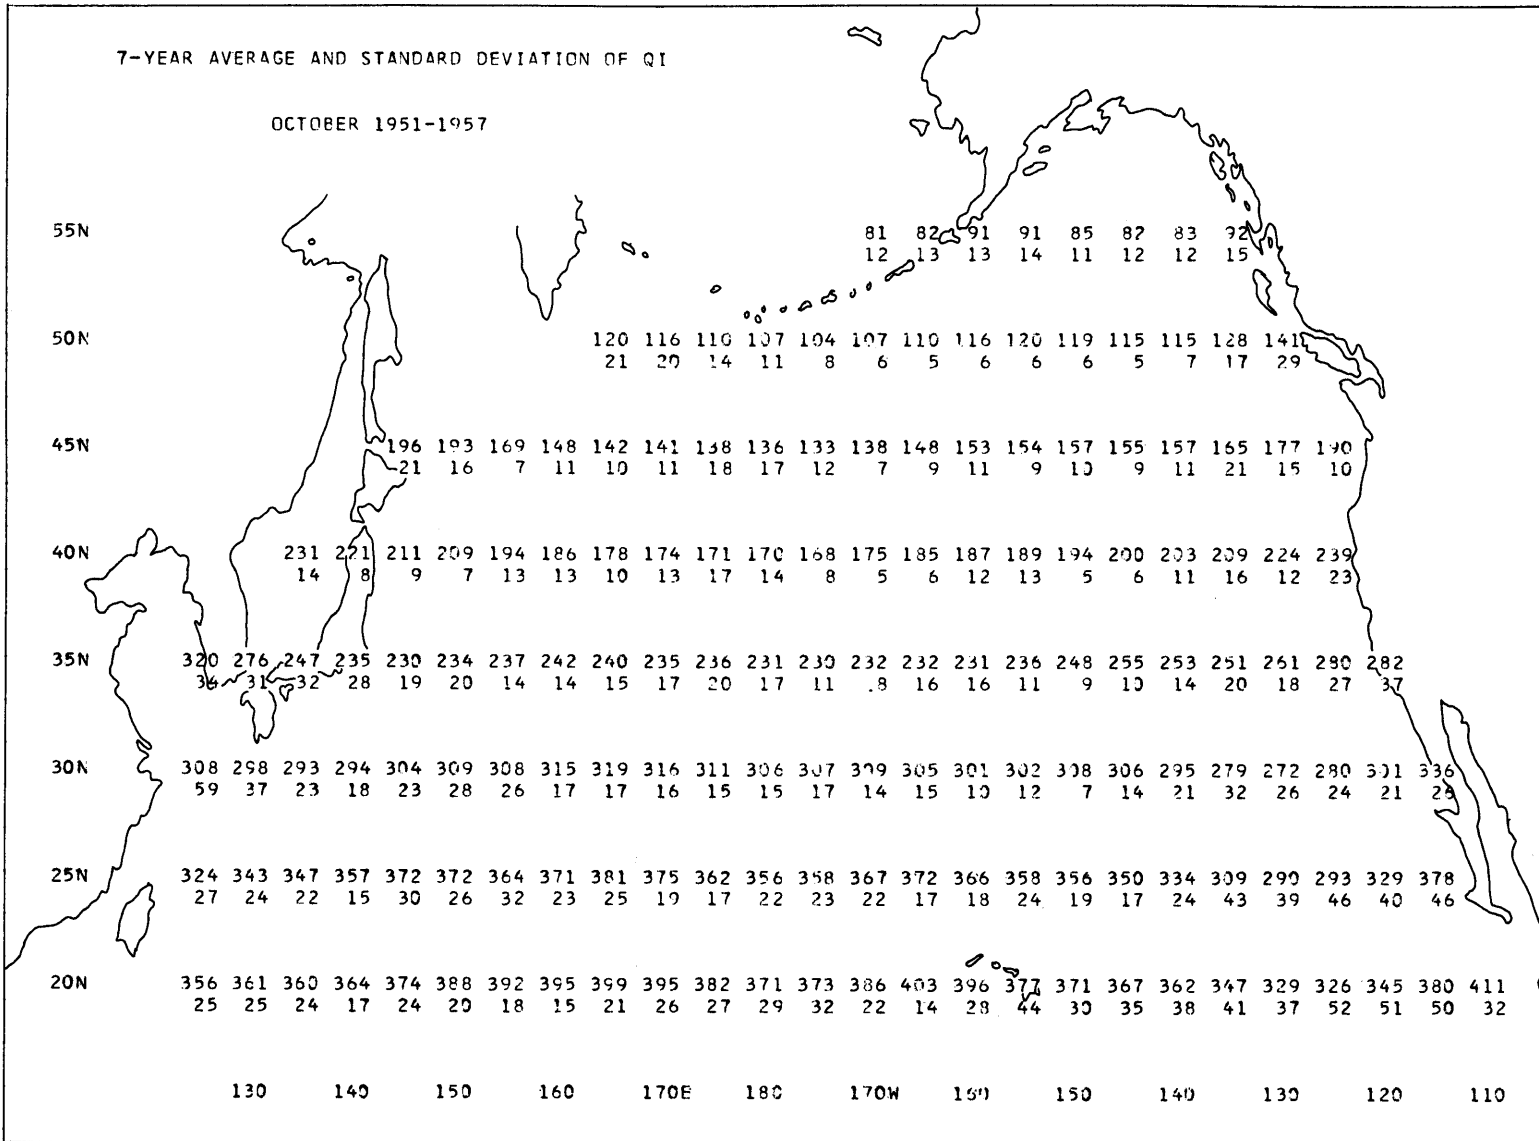 7-YEAR AVERAGE AND STANDARD DEVIATION OF QI
OCTOBER 1951-1957
55N 81 82 91 91 85 82 83 92
12 13 13 14 11 12 12 15
50N 120 116 110 107 104 107 110 116 120 119 115 115 128 141
21 20 14 11 8 6 5 6 6 6 5 7 17 29
45N 196 193 169 148 142 141 138 136 133 138 148 153 154 157 155 157 165 177 190
21 16 7 11 10 11 18 17 12 7 9 11 9 10 9 11 21 15 10
40N 231 221 211 209 194 186 178 174 171 170 168 175 185 187 189 194 200 203 209 224 239
14 8 9 7 13 13 10 13 17 14 8 5 6 12 13 5 6 11 16 12 23
35N 320 276 247 235 230 234 237 242 240 235 236 231 230 232 232 231 236 248 255 253 251 261 280 282
34 31 32 28 19 20 14 14 15 17 20 17 11 8 16 16 11 9 10 14 20 18 27 37
30N 308 298 293 294 304 309 308 315 319 316 311 306 307 309 305 301 302 308 306 295 279 272 280 301 336
59 37 23 18 23 28 26 17 17 16 15 15 17 14 15 10 12 7 14 21 32 26 24 21 26
25N 324 343 347 357 372 372 364 371 381 375 362 356 358 367 372 366 358 356 350 334 309 290 293 329 378
27 24 22 15 30 26 32 23 25 19 17 22 23 22 17 18 24 19 17 24 43 39 46 40 46
20N 356 361 360 364 374 388 392 395 399 395 382 371 373 386 403 396 377 371 367 362 347 329 326 345 380 411
25 25 24 17 24 20 18 15 21 26 27 29 32 22 14 28 44 30 35 38 41 37 52 51 50 32
130 140 150 160 170E 180 170W 160 150 140 130 120 110